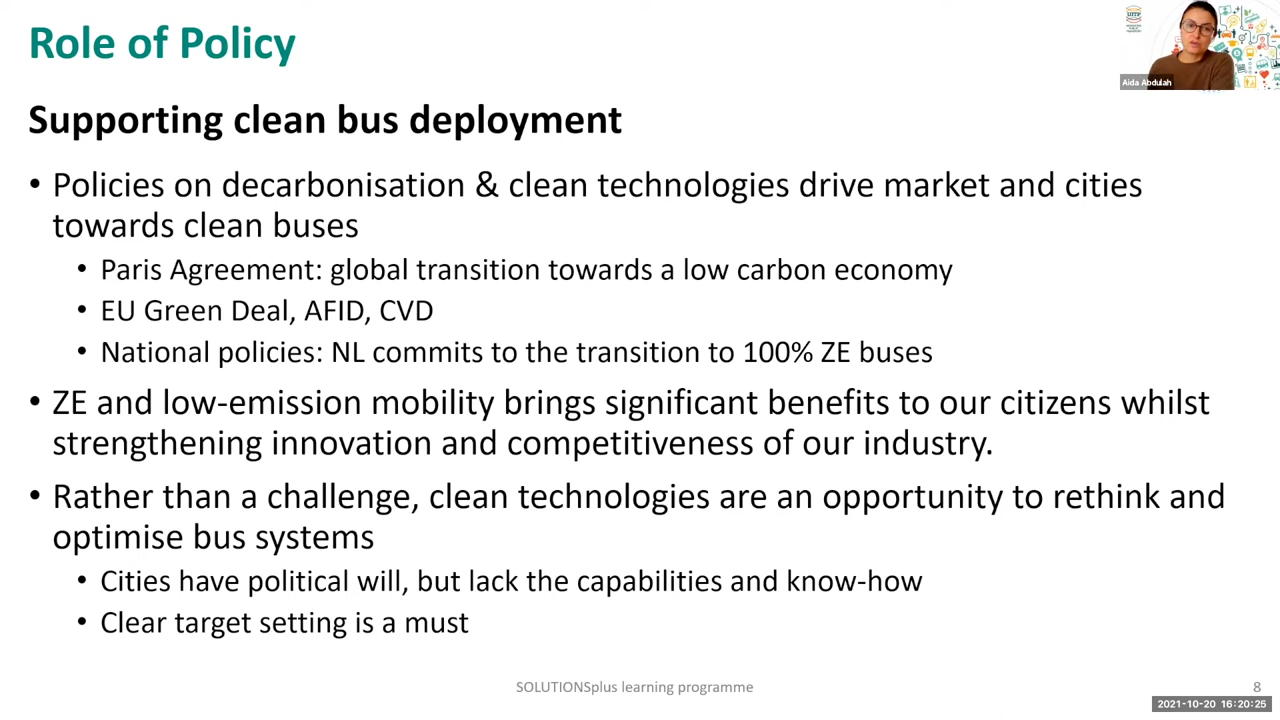 Role of Policy
UITP
Aida Abdulah
Supporting clean bus deployment
• Policies on decarbonisation & clean technologies drive market and cities
towards clean buses
• Paris Agreement: global transition towards a low carbon economy
• EU Green Deal, AFID, CVD
• National policies: NL commits to the transition to 100% ZE buses
• ZE and low-emission mobility brings significant benefits to our citizens whilst
strengthening innovation and competitiveness of our industry.
• Rather than a challenge, clean technologies are an opportunity to rethink and
optimise bus systems
• Cities have political will, but lack the capabilities and know-how
• Clear target setting is a must
SOLUTIONSplus learning programme
8
2021-10-20 16:20:25